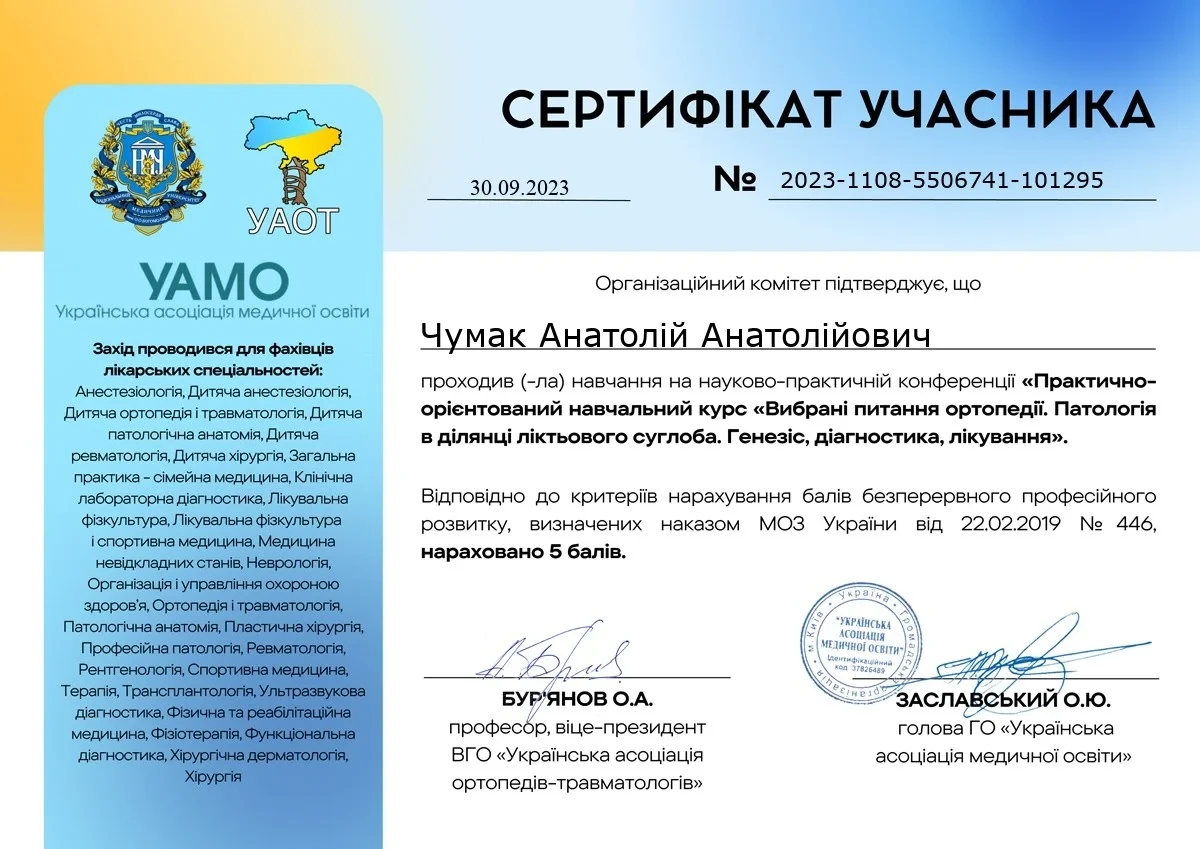 СЕРТИФІКАТ УЧАСНИКА
30.09.2023
№ 2023-1108-5506741-101295
НМУ
УАОТ
УАМО
Українська асоціація медичної освіти
Захід проводився для фахівців
лікарських спеціальностей:
Анестезіологія, Дитяча анестезіологія,
Дитяча ортопедія і травматологія, Дитяча
патологічна анатомія, Дитяча
ревматологія, Дитяча хірургія, Загальна
практика – сімейна медицина, Клінічна
лабораторна діагностика, Лікувальна
фізкультура, Лікувальна фізкультура
і спортивна медицина, Медицина
невідкладних станів, Неврологія,
Організація і управління охороною
здоров’я, Ортопедія і травматологія,
Патологічна анатомія, Пластична хірургія,
Професійна патологія, Ревматологія,
Рентгенологія, Спортивна медицина,
Терапія, Трансплантологія, Ультразвукова
діагностика, Фізична та реабілітаційна
медицина, Фізіотерапія, Функціональна
діагностика, Хірургічна дерматологія,
Хірургія
Організаційний комітет підтверджує, що
Чумак Анатолій Анатолійович
проходив (-ла) навчання на науково-практичній конференції «Практично-
орієнтований навчальний курс «Вибрані питання ортопедії. Патологія
в ділянці ліктьового суглоба. Генезіс, діагностика, лікування».
Відповідно до критеріїв нарахування балів безперервного професійного
розвитку, визначених наказом МОЗ України від 22.02.2019 № 446,
нараховано 5 балів.
БУР’ЯНОВ О.А.
професор, віце-президент
ВГО «Українська асоціація
ортопедів-травматологів»
Україна
Громадська організація
м. Київ
"УКРАЇНСЬКА
АСОЦІАЦІЯ
МЕДИЧНОЇ ОСВІТИ"
Ідентифікаційний
код 37826489
ЗАСЛАВСЬКИЙ О.Ю.
голова ГО «Українська
асоціація медичної освіти»